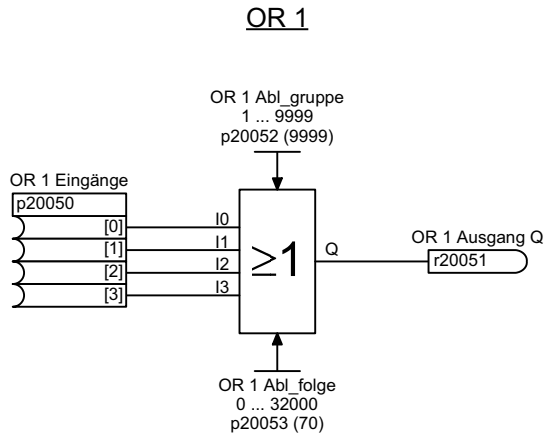 OR 1
OR 1 Abl_gruppe
1 ... 9999
p20052 (9999)
OR 1 Eingänge
p20050
[0] I0
[1] I1
[2] I2
[3] I3
≥1
Q
OR 1 Ausgang Q
r20051
OR 1 Abl_folge
0 ... 32000
p20053 (70)